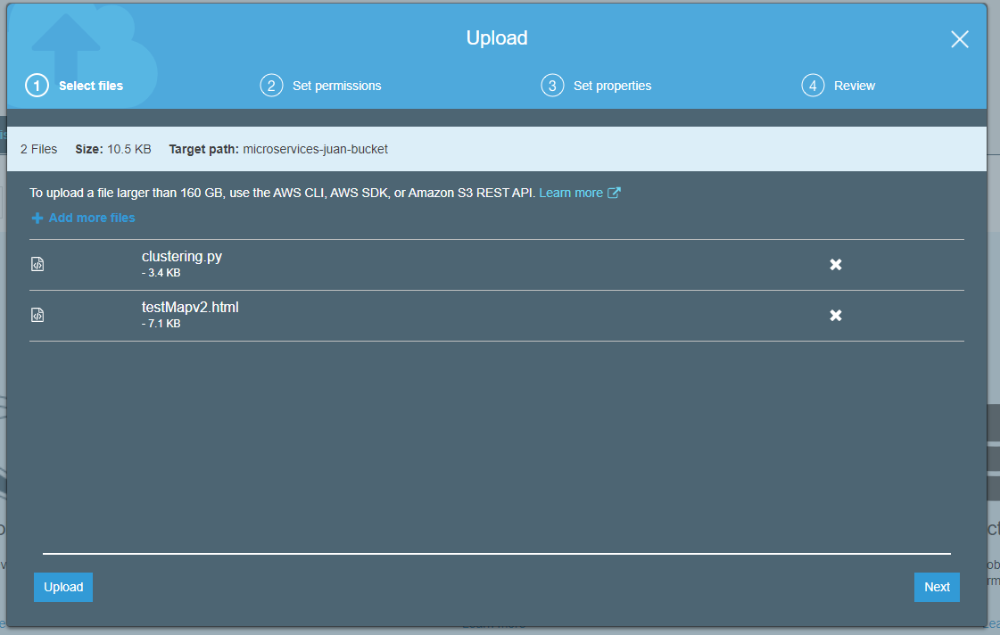 Upload
1 Select files
2 Set permissions
3 Set properties
4 Review
2 Files Size: 10.5 KB Target path: microservices-juan-bucket
To upload a file larger than 160 GB, use the AWS CLI, AWS SDK, or Amazon S3 REST API. Learn more
Add more files
clustering.py
- 3.4 KB
testMapv2.html
- 7.1 KB
Upload
Next